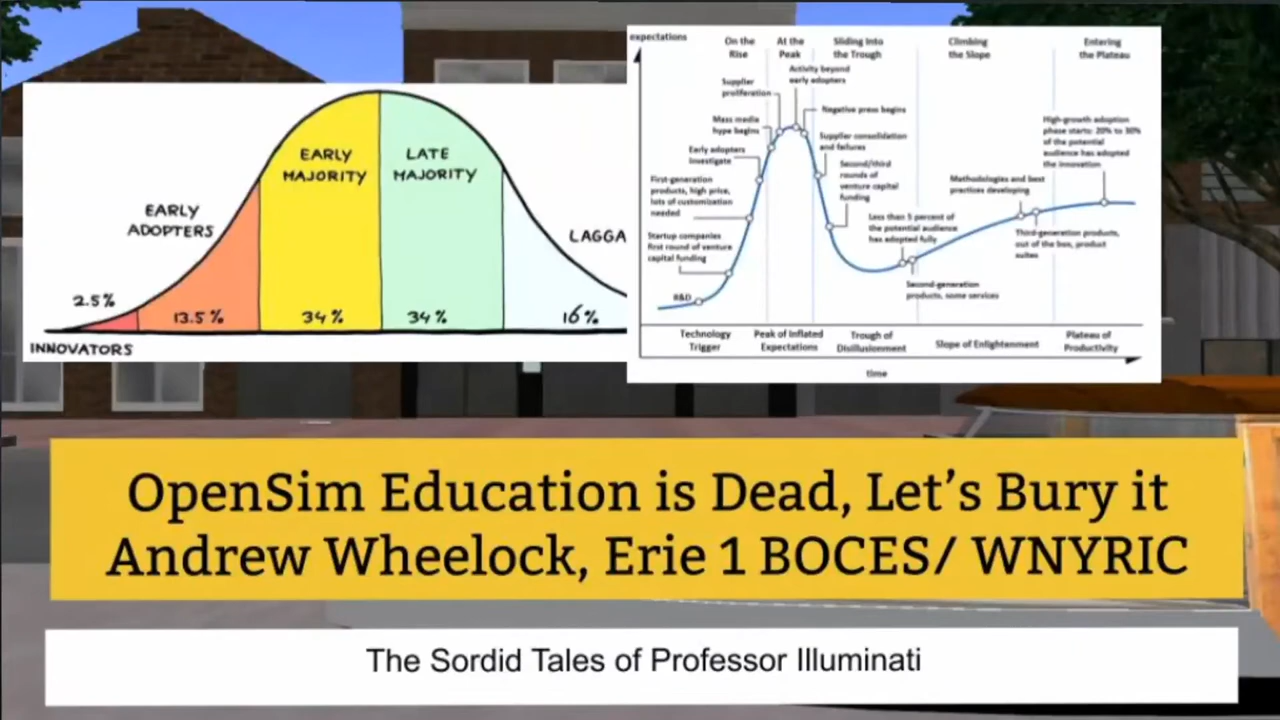 EARLY
MAJORITY
LATE
MAJORITY
EARLY
ADOPTERS
LAGGA
2.5%
13.5%
34%
34%
16%
INNOVATORS
expectations
On the
Rise
At the
Peak
Sliding Into
the Trough
Climbing
the Slope
Entering
the Plateau
Activity beyond
early adopters
Supplier
proliferation
Negative press begins
Mass media
hype begins
Supplier consolidation
and failures
Early adopters
investigate
Second/third
rounds of
venture capital
funding
First-generation
products, high price,
lots of customization
needed
Startup companies
first round of venture
capital funding
R&D
Less than 5 percent of
the potential audience
has adopted fully
Second-generation
products, some services
Methodologies and best
practices developing
Third-generation products,
out of the box, product
suites
High-growth adoption
phase starts: 20% to 30%
of the potential
audience has adopted
the innovation
Technology
Trigger
Peak of Inflated
Expectations
Trough of
Disillusionment
Slope of Enlightenment
Plateau of
Productivity
time
OpenSim Education is Dead, Let’s Bury it
Andrew Wheelock, Erie 1 BOCES/ WNYRIC
The Sordid Tales of Professor Illuminati